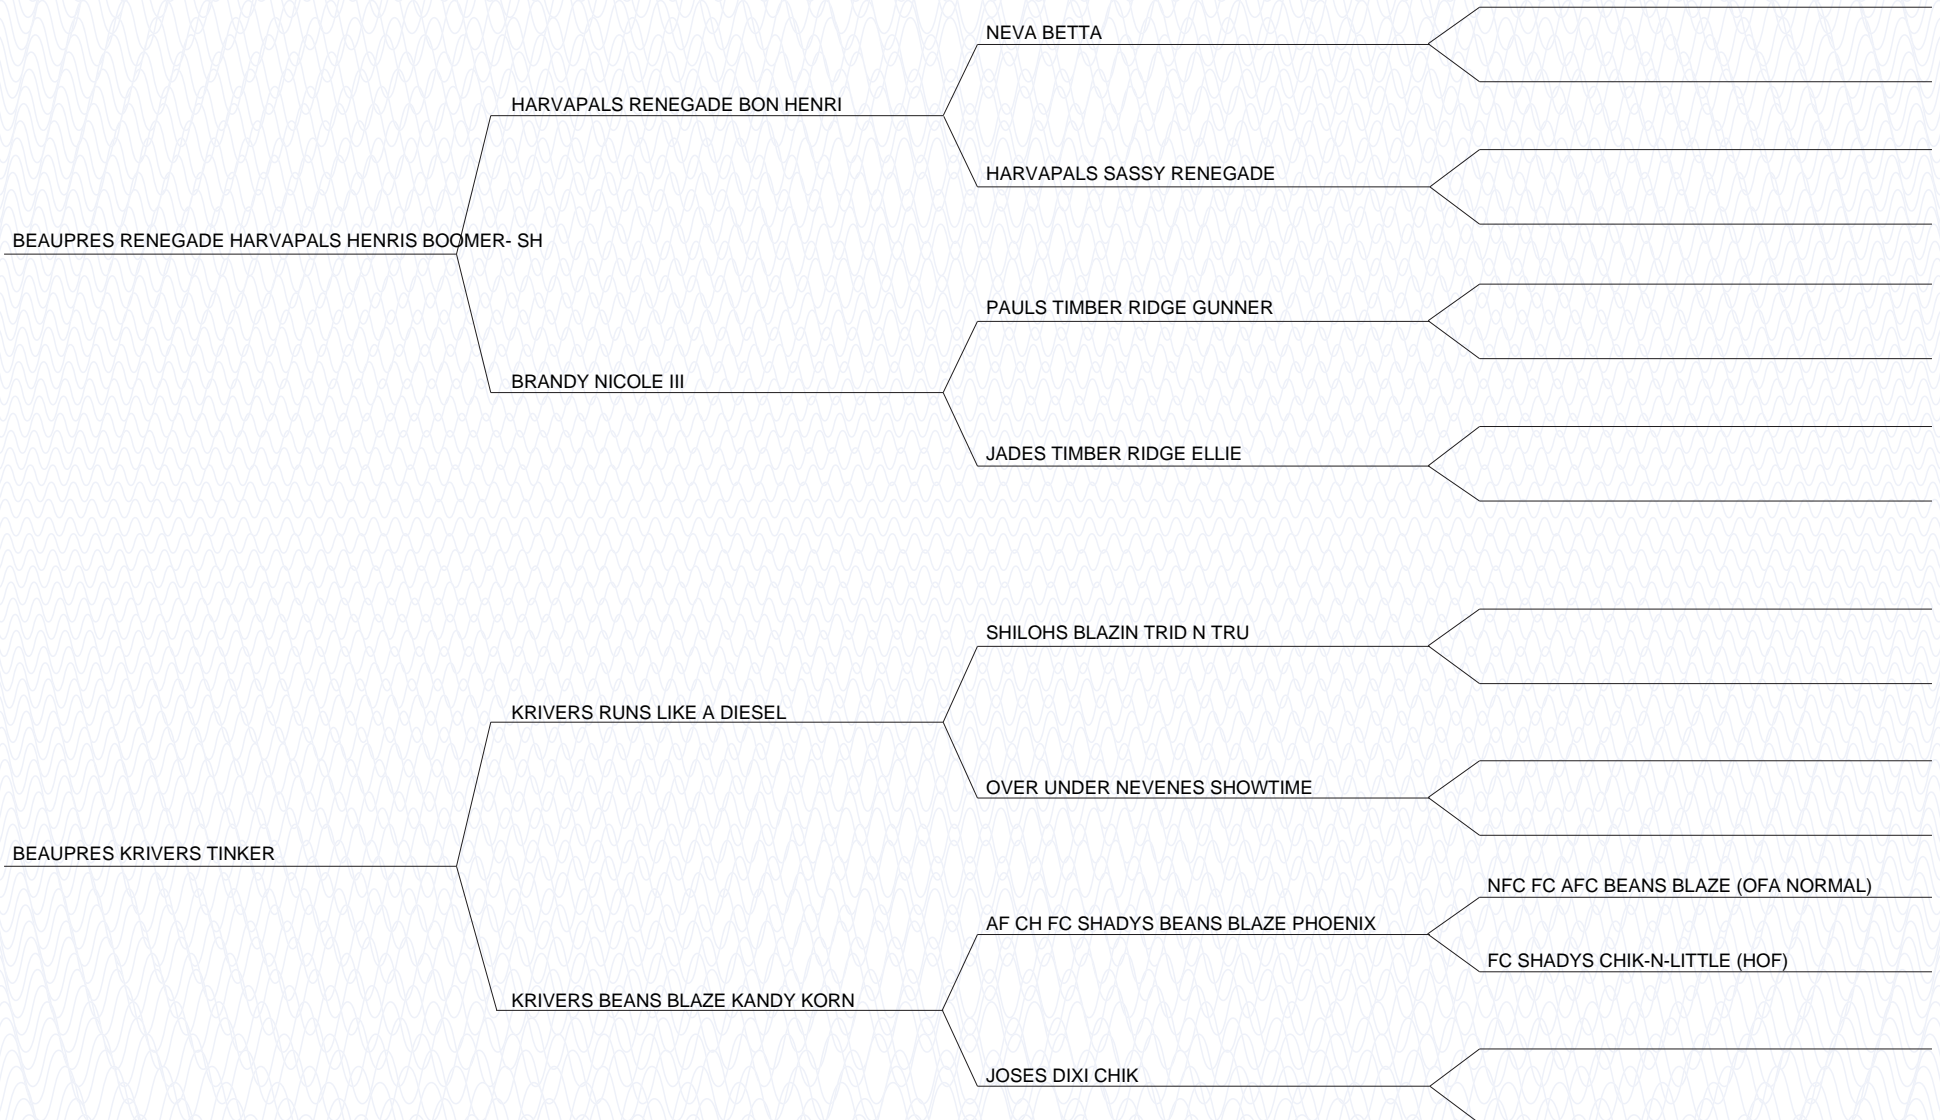 NEVA BETTA
HARVAPALS RENEGADE BON HENRI
HARVAPALS SASSY RENEGADE
BEAUPRES RENEGADE HARVAPALS HENRIS BOOMER- SH
PAULS TIMBER RIDGE GUNNER
BRANDY NICOLE III
JADES TIMBER RIDGE ELLIE
SHILOHS BLAZIN TRID N TRU
KRIVERS RUNS LIKE A DIESEL
OVER UNDER NEVENES SHOWTIME
BEAUPRES KRIVERS TINKER
NFC FC AFC BEANS BLAZE (OFA NORMAL)
AF CH FC SHADYS BEANS BLAZE PHOENIX
FC SHADYS CHIK-N-LITTLE (HOF)
KRIVERS BEANS BLAZE KANDY KORN
JOSES DIXI CHIK